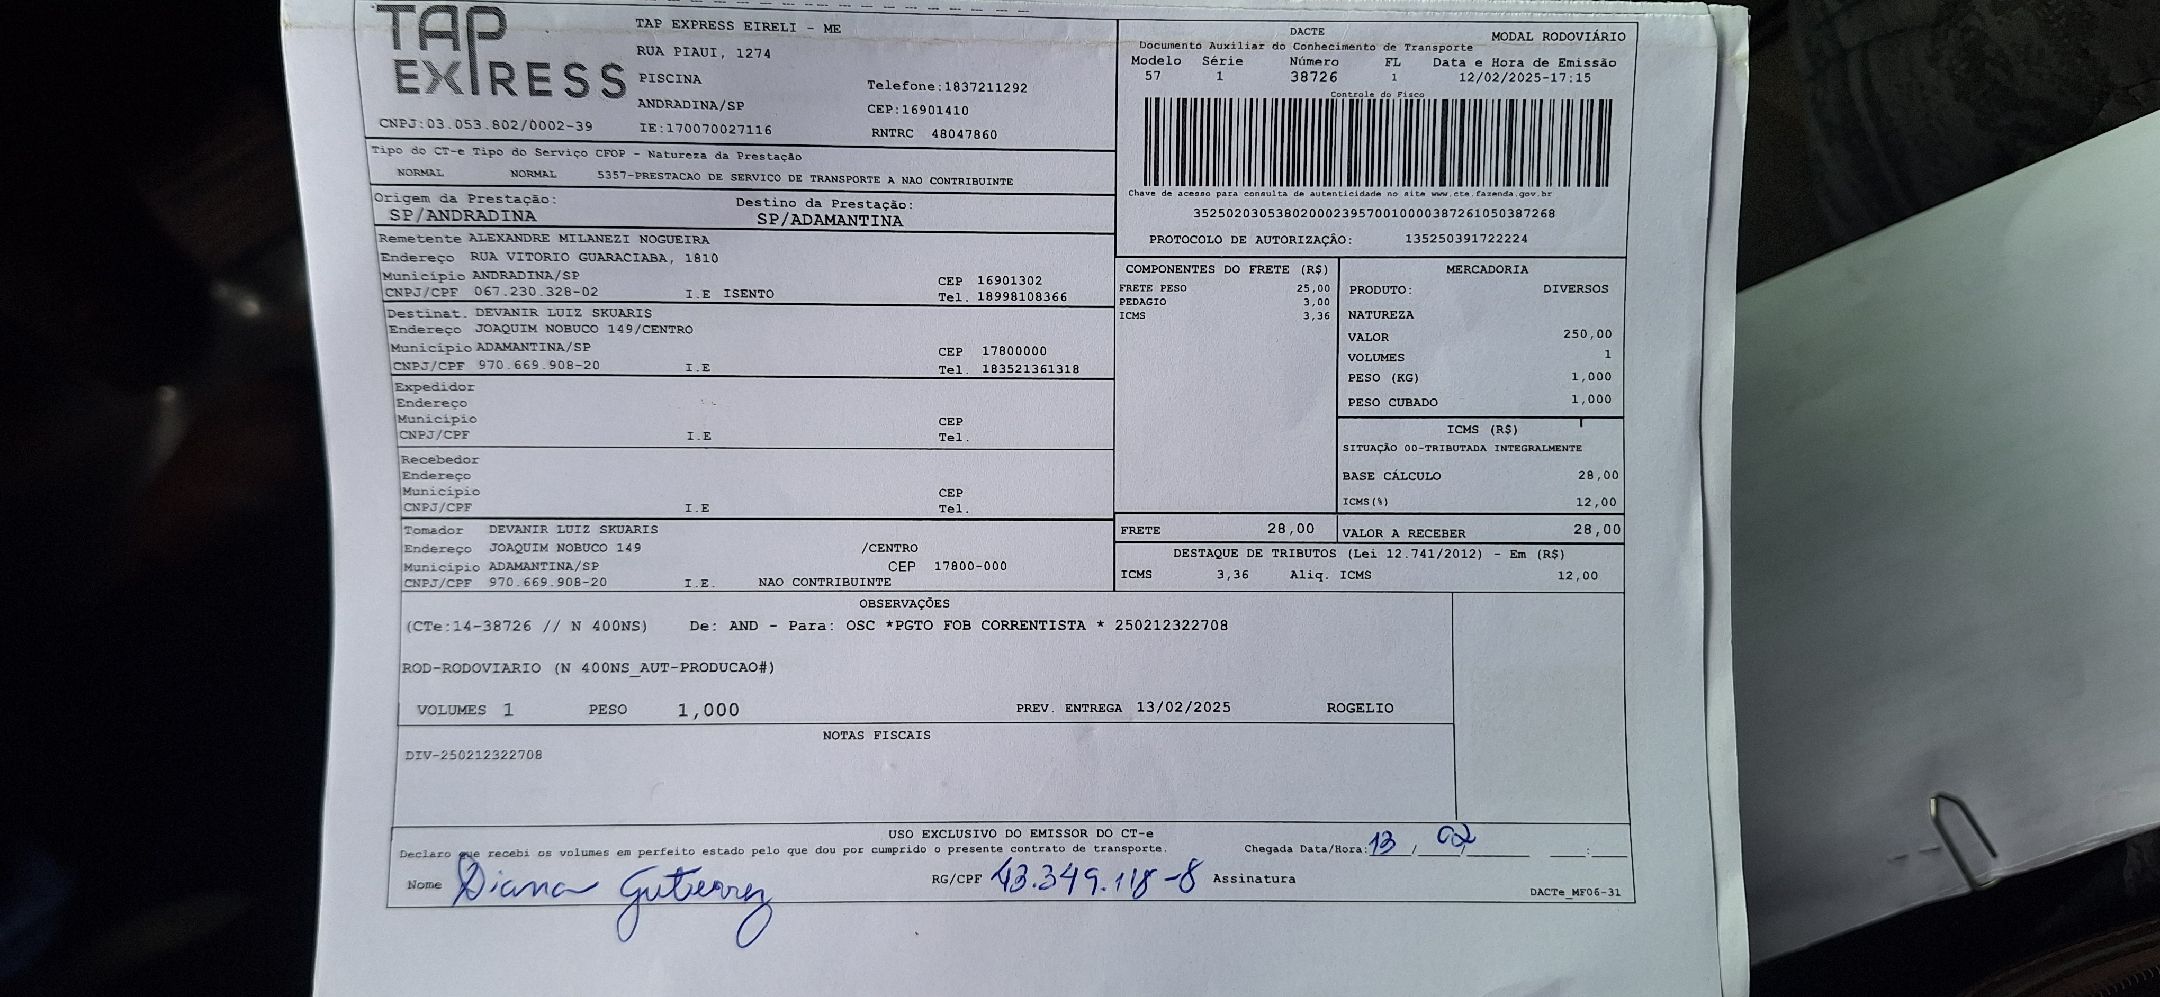 TAP EXPRESS
TAP EXPRESS EIRELI - ME
RUA PIAUI, 1274
PISCINA
Telefone:1837211292
ANDRADINA/SP
CEP:16901410
CNPJ:03.053.802/0002-39
IE:170070027116
RNTRC 48047860
DACTE
MODAL RODOVIÁRIO
Documento Auxiliar do Conhecimento de Transporte
Modelo Série Número FL Data e Hora de Emissão
57 1 38726 1 12/02/2025-17:15
Controle do Fisco
Chave de acesso para consulta de autenticidade no site www.cte.fazenda.gov.br
35250203053802000239570010000387261050387268
PROTOCOLO DE AUTORIZAÇÃO: 135250391722224
Tipo do CT-e Tipo do Serviço CFOP - Natureza da Prestação
NORMAL NORMAL 5357-PRESTACAO DE SERVICO DE TRANSPORTE A NAO CONTRIBUINTE
Origem da Prestação: Destino da Prestação:
SP/ANDRADINA SP/ADAMANTINA
Remetente ALEXANDRE MILANEZI NOGUEIRA
Endereço RUA VITORIO GUARACIABA, 1810
Município ANDRADINA/SP CEP 16901302
CNPJ/CPF 067.230.328-02 I.E ISENTO Tel. 18998108366
Destinat. DEVANIR LUIZ SKUARIS
Endereço JOAQUIM NOBUCO 149/CENTRO
Município ADAMANTINA/SP CEP 17800000
CNPJ/CPF 970.669.908-20 I.E Tel. 183521361318
Expedidor
Endereço
Município CEP
CNPJ/CPF I.E Tel.
Recebedor
Endereço
Município CEP
CNPJ/CPF I.E Tel.
Tomador DEVANIR LUIZ SKUARIS
Endereço JOAQUIM NOBUCO 149 /CENTRO
Município ADAMANTINA/SP CEP 17800-000
CNPJ/CPF 970.669.908-20 I.E. NAO CONTRIBUINTE
COMPONENTES DO FRETE (R$)
FRETE PESO 25,00
PEDAGIO 3,00
ICMS 3,36
MERCADORIA
PRODUTO: DIVERSOS
NATUREZA
VALOR 250,00
VOLUMES 1
PESO (KG) 1,000
PESO CUBADO 1,000
ICMS (R$)
SITUAÇÃO 00-TRIBUTADA INTEGRALMENTE
BASE CÁLCULO 28,00
ICMS(%) 12,00
FRETE 28,00 VALOR A RECEBER 28,00
DESTAQUE DE TRIBUTOS (Lei 12.741/2012) - Em (R$)
ICMS 3,36 Aliq. ICMS 12,00
OBSERVAÇÕES
(CTe:14-38726 // N 400NS) De: AND - Para: OSC *PGTO FOB CORRENTISTA * 250212322708
ROD-RODOVIARIO (N 400NS_AUT-PRODUCAO#)
VOLUMES 1 PESO 1,000 PREV. ENTREGA 13/02/2025 ROGELIO
NOTAS FISCAIS
DIV-250212322708
USO EXCLUSIVO DO EMISSOR DO CT-e
Declaro que recebi os volumes em perfeito estado pelo que dou por cumprido o presente contrato de transporte. Chegada Data/Hora: 13 / 02
Nome Diana Gutierrez RG/CPF 43.349.118-8 Assinatura
DACTe_MF06-31